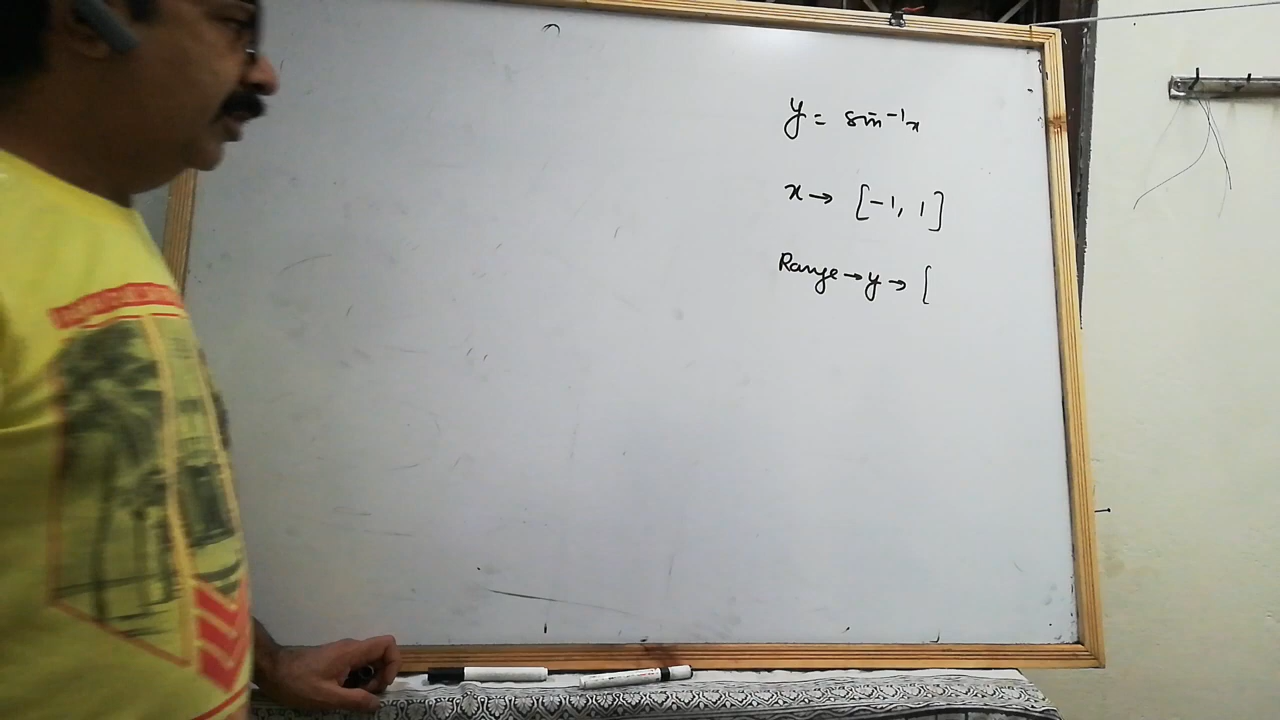 y = sin⁻¹x
x → [-1, 1]
Range → y → [